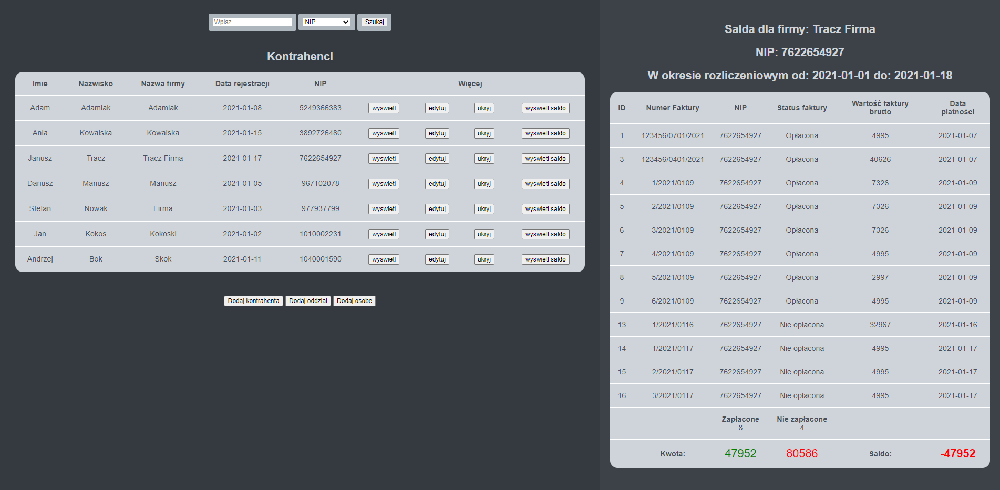 Wpisz NIP Szukaj
Kontrahenci
Imie Nazwisko Nazwa firmy Data rejestracji NIP Więcej
Adam Adamiak Adamiak 2021-01-08 5249366383 wyswietl edytuj ukryj wyswietl saldo
Ania Kowalska Kowalska 2021-01-15 3892726480 wyswietl edytuj ukryj wyswietl saldo
Janusz Tracz Tracz Firma 2021-01-17 7622654927 wyswietl edytuj ukryj wyswietl saldo
Dariusz Mariusz Mariusz 2021-01-05 967102078 wyswietl edytuj ukryj wyswietl saldo
Stefan Nowak Firma 2021-01-03 977937799 wyswietl edytuj ukryj wyswietl saldo
Jan Kokos Kokoski 2021-01-02 1010002231 wyswietl edytuj ukryj wyswietl saldo
Andrzej Bok Skok 2021-01-11 1040001590 wyswietl edytuj ukryj wyswietl saldo
Dodaj kontrahenta Dodaj oddzial Dodaj osobe
Salda dla firmy: Tracz Firma
NIP: 7622654927
W okresie rozliczeniowym od: 2021-01-01 do: 2021-01-18
ID Numer Faktury NIP Status faktury Wartość faktury brutto Data płatności
1 123456/0701/2021 7622654927 Opłacona 4995 2021-01-07
3 123456/0401/2021 7622654927 Opłacona 40626 2021-01-07
4 1/2021/0109 7622654927 Opłacona 7326 2021-01-09
5 2/2021/0109 7622654927 Opłacona 7326 2021-01-09
6 3/2021/0109 7622654927 Opłacona 7326 2021-01-09
7 4/2021/0109 7622654927 Opłacona 4995 2021-01-09
8 5/2021/0109 7622654927 Opłacona 2997 2021-01-09
9 6/2021/0109 7622654927 Opłacona 4995 2021-01-09
13 1/2021/0116 7622654927 Nie opłacona 32967 2021-01-16
14 1/2021/0117 7622654927 Nie opłacona 4995 2021-01-17
15 2/2021/0117 7622654927 Nie opłacona 4995 2021-01-17
16 3/2021/0117 7622654927 Nie opłacona 4995 2021-01-17
Zapłacone Nie zapłacone
8 4
Kwota: 47952 80586 Saldo: -47952